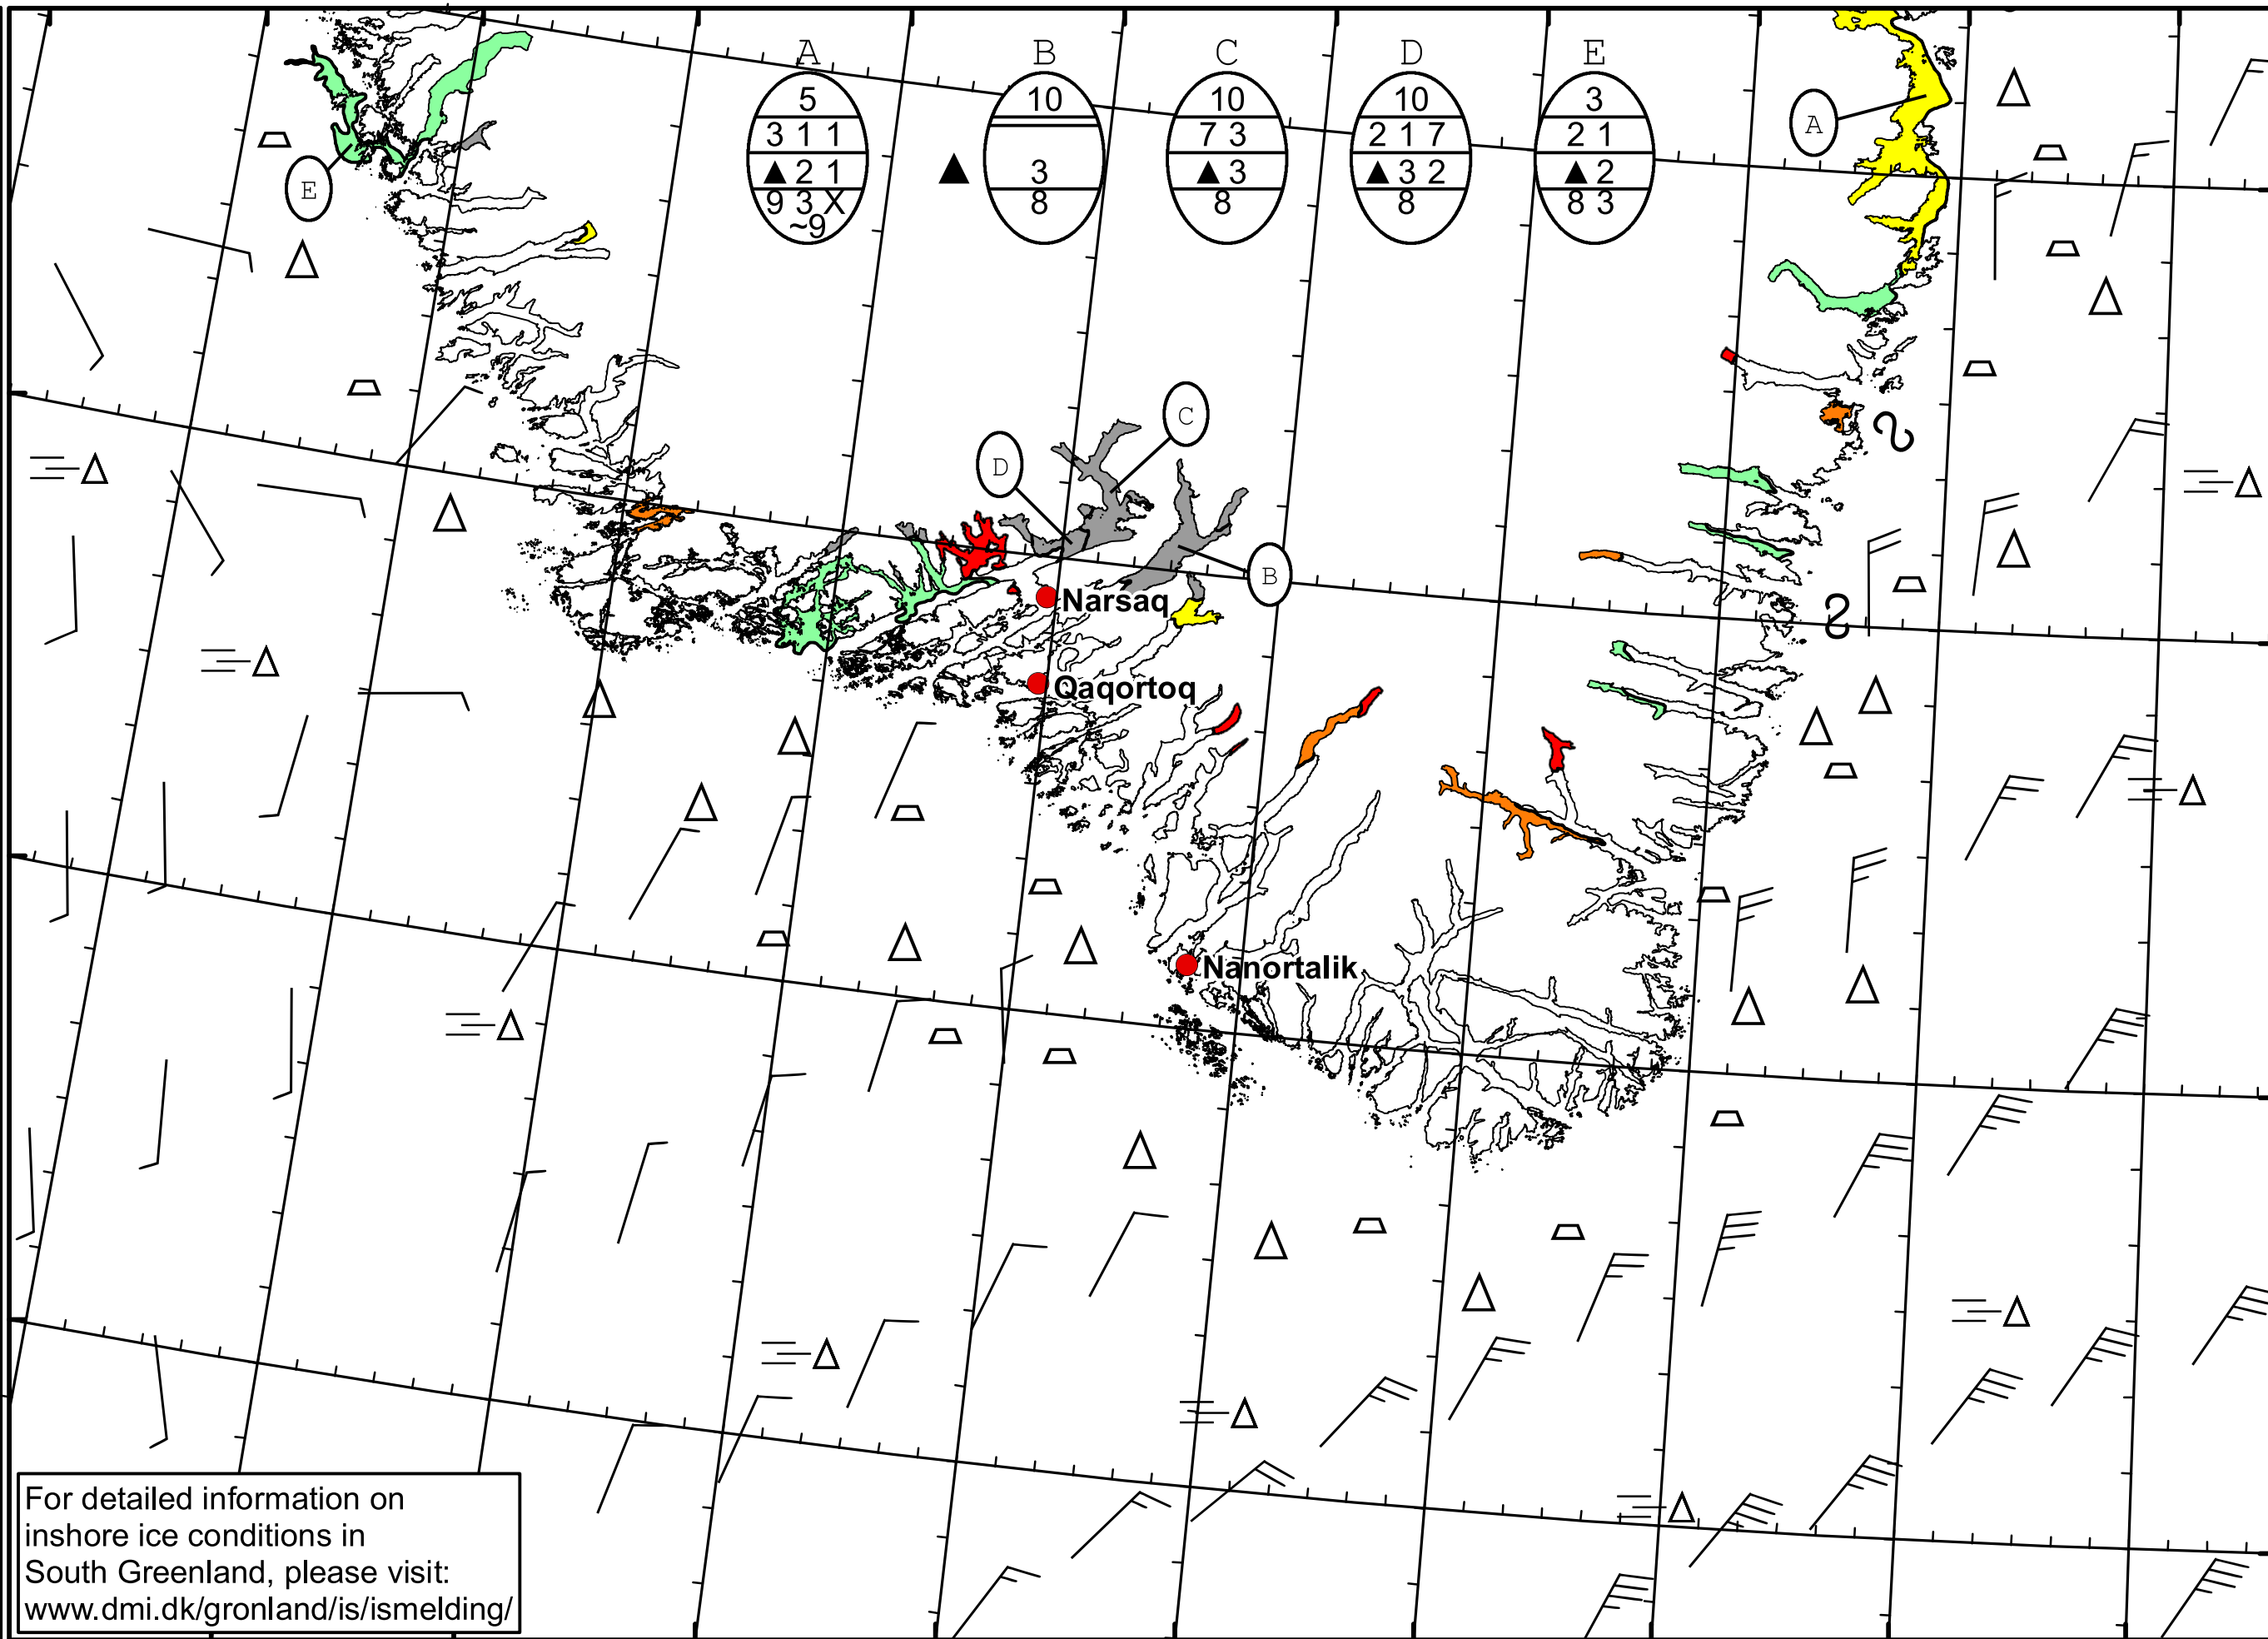 A B C D E
5 10 10 10 3
3 1 1 7 3 2 1 7 2 1
▲ 2 1 ▲ 3 ▲ 3 ▲ 3 2 ▲ 2
9 3 X 8 8 8 8 3
~9
A
E
C
D
B
Narsaq
Qaqortoq
Nanortalik
For detailed information on
inshore ice conditions in
South Greenland, please visit:
www.dmi.dk/gronland/is/ismelding/